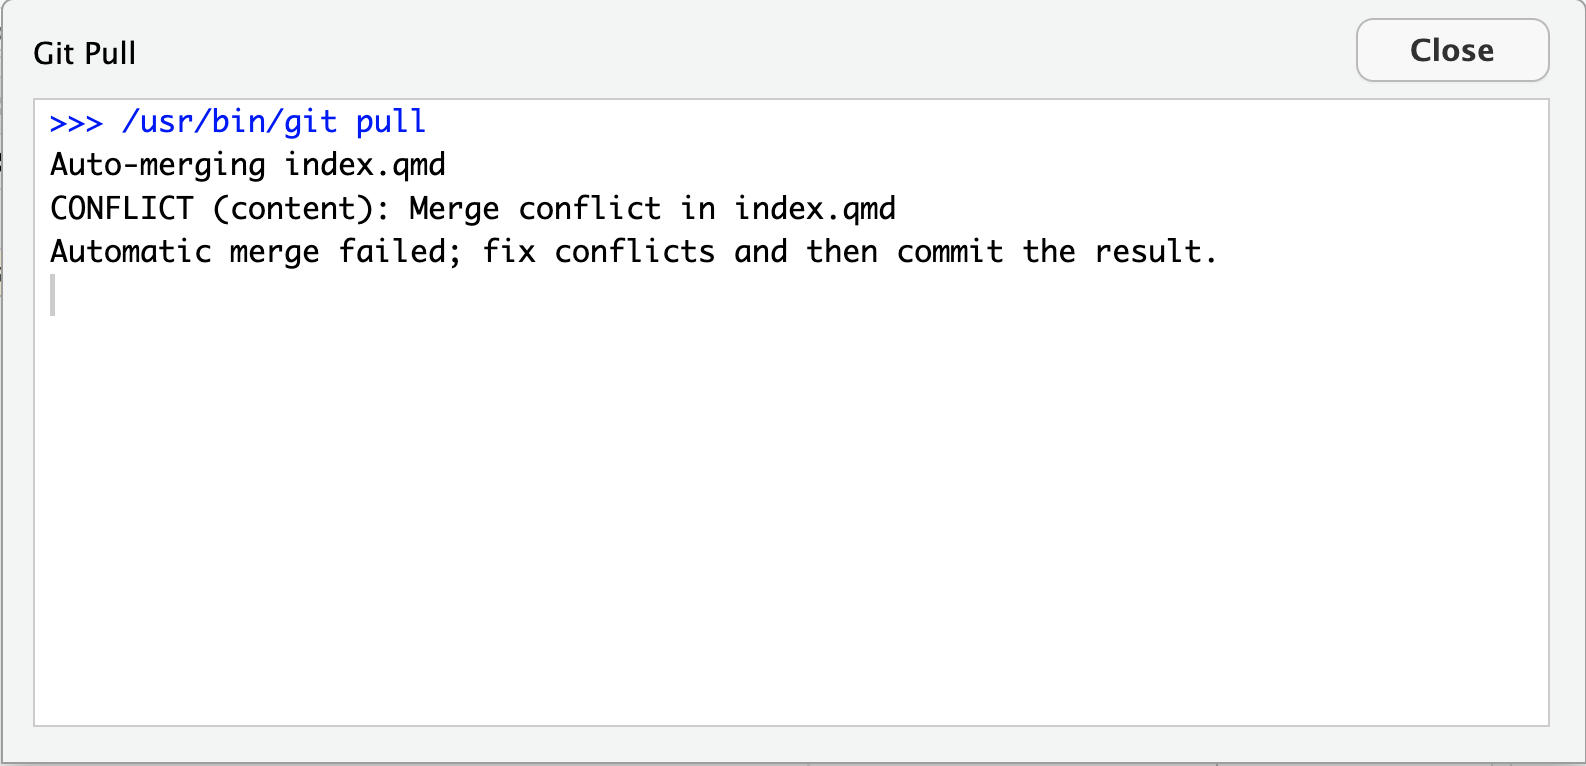 Git Pull
Close
>>> /usr/bin/git pull
Auto-merging index.qmd
CONFLICT (content): Merge conflict in index.qmd
Automatic merge failed; fix conflicts and then commit the result.